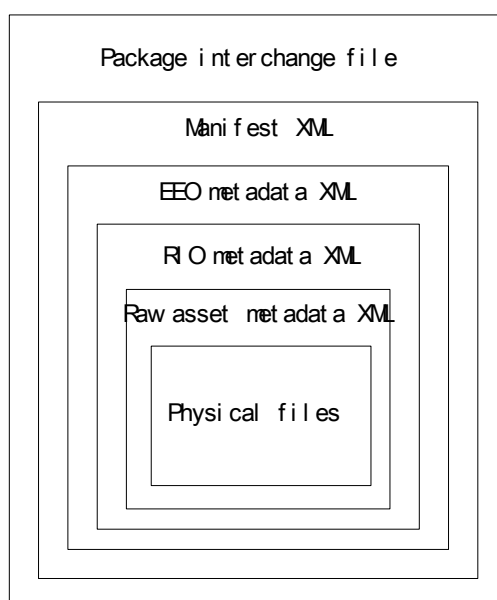 Package interchange file
Manifest XML
EEO metadata XML
RIO metadata XML
Raw asset metadata XML
Physical files